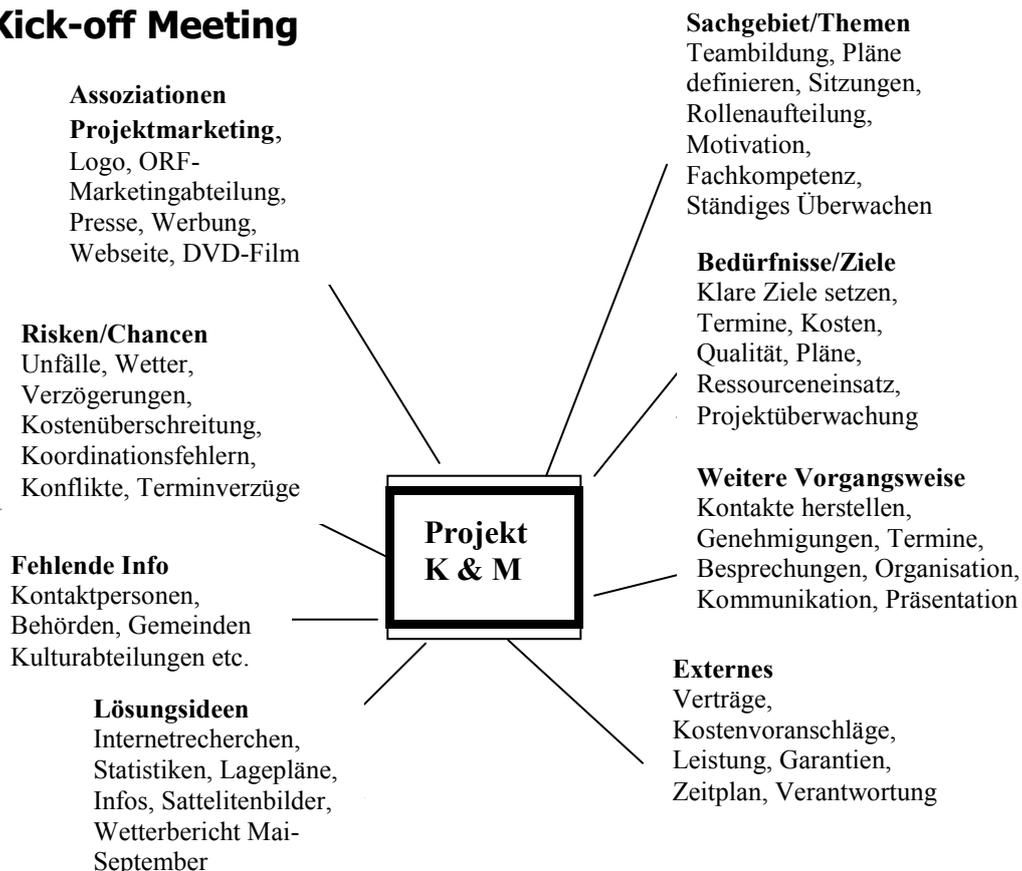 Kick-off Meeting
Assoziationen
Projektmarketing,
Logo, ORF-
Marketingabteilung,
Presse, Werbung,
Webseite, DVD-Film
Risken/Chancen
Unfälle, Wetter,
Verzögerungen,
Kostenüberschreitung,
Koordinationsfehlern,
Konflikte, Terminverzüge
Fehlende Info
Kontaktpersonen,
Behörden, Gemeinden
Kulturabteilungen etc.
Lösungsideen
Internetrecherchen,
Statistiken, Lagepläne,
Infos, Sattelitenbilder,
Wetterbericht Mai-
September
Projekt
K & M
Sachgebiet/Themen
Teambildung, Pläne
definieren, Sitzungen,
Rollenaufteilung,
Motivation,
Fachkompetenz,
Ständiges Überwachen
Bedürfnisse/Ziele
Klare Ziele setzen,
Termine, Kosten,
Qualität, Pläne,
Ressourceneinsatz,
Projektüberwachung
Weitere Vorgangsweise
Kontakte herstellen,
Genehmigungen, Termine,
Besprechungen, Organisation,
Kommunikation, Präsentation
Externes
Verträge,
Kostenvoranschläge,
Leistung, Garantien,
Zeitplan, Verantwortung